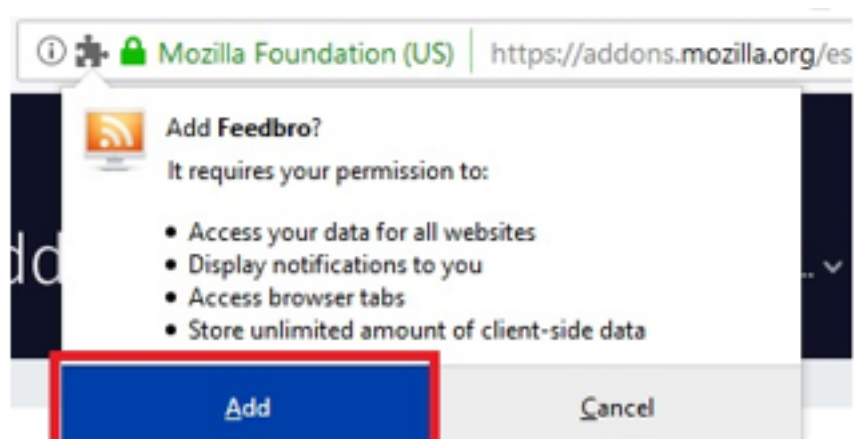 Mozilla Foundation (US) https://addons.mozilla.org/es
Add Feedbro?
It requires your permission to:
• Access your data for all websites
• Display notifications to you
• Access browser tabs
• Store unlimited amount of client-side data
Add Cancel